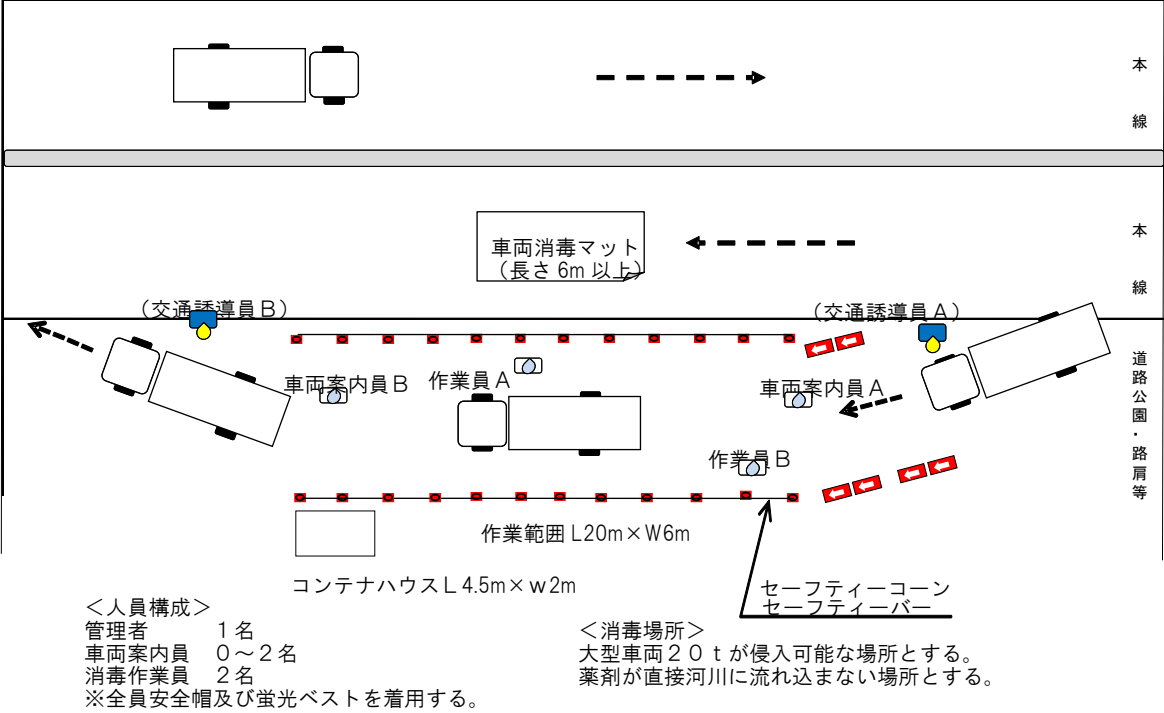 本線
本線
車両消毒マット
（長さ 6m 以上）
（交通誘導員Ｂ）
（交通誘導員Ａ）
道路公園・路肩等
車両案内員Ｂ
作業員Ａ
車両案内員Ａ
作業員Ｂ
作業範囲 L20m×W6m
コンテナハウスＬ 4.5m×ｗ2m
セーフティーコーン
セーフティーバー
＜人員構成＞
管理者　　　１名
車両案内員　０～２名
消毒作業員　２名
※全員安全帽及び蛍光ベストを着用する。
＜消毒場所＞
大型車両２０ｔが侵入可能な場所とする。
薬剤が直接河川に流れ込まない場所とする。